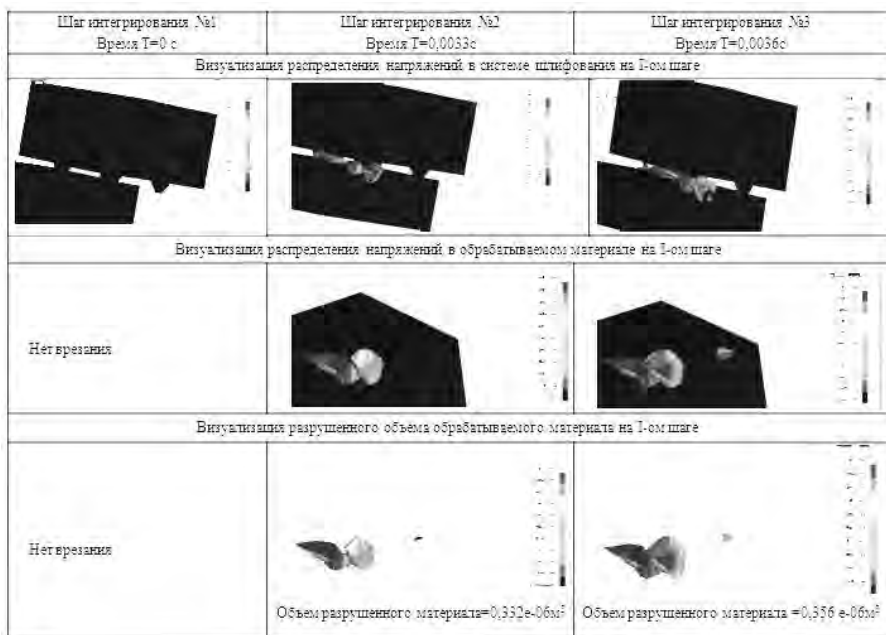 Шаг интегрирования №1
Время T=0 с
Шаг интегрирования №2
Время T=0,0033с
Шаг интегрирования №3
Время T=0,0036с
Визуализация распределения напряжений в системе шлифования на I-ом шаге
Визуализация распределения напряжений в обрабатываемом материале на I-ом шаге
Нет врезания
Визуализация разрушенного объема обрабатываемого материала на I-ом шаге
Нет врезания
Объем разрушенного материала=0,332е-06м³
Объем разрушенного материала =0,356 е-06м³